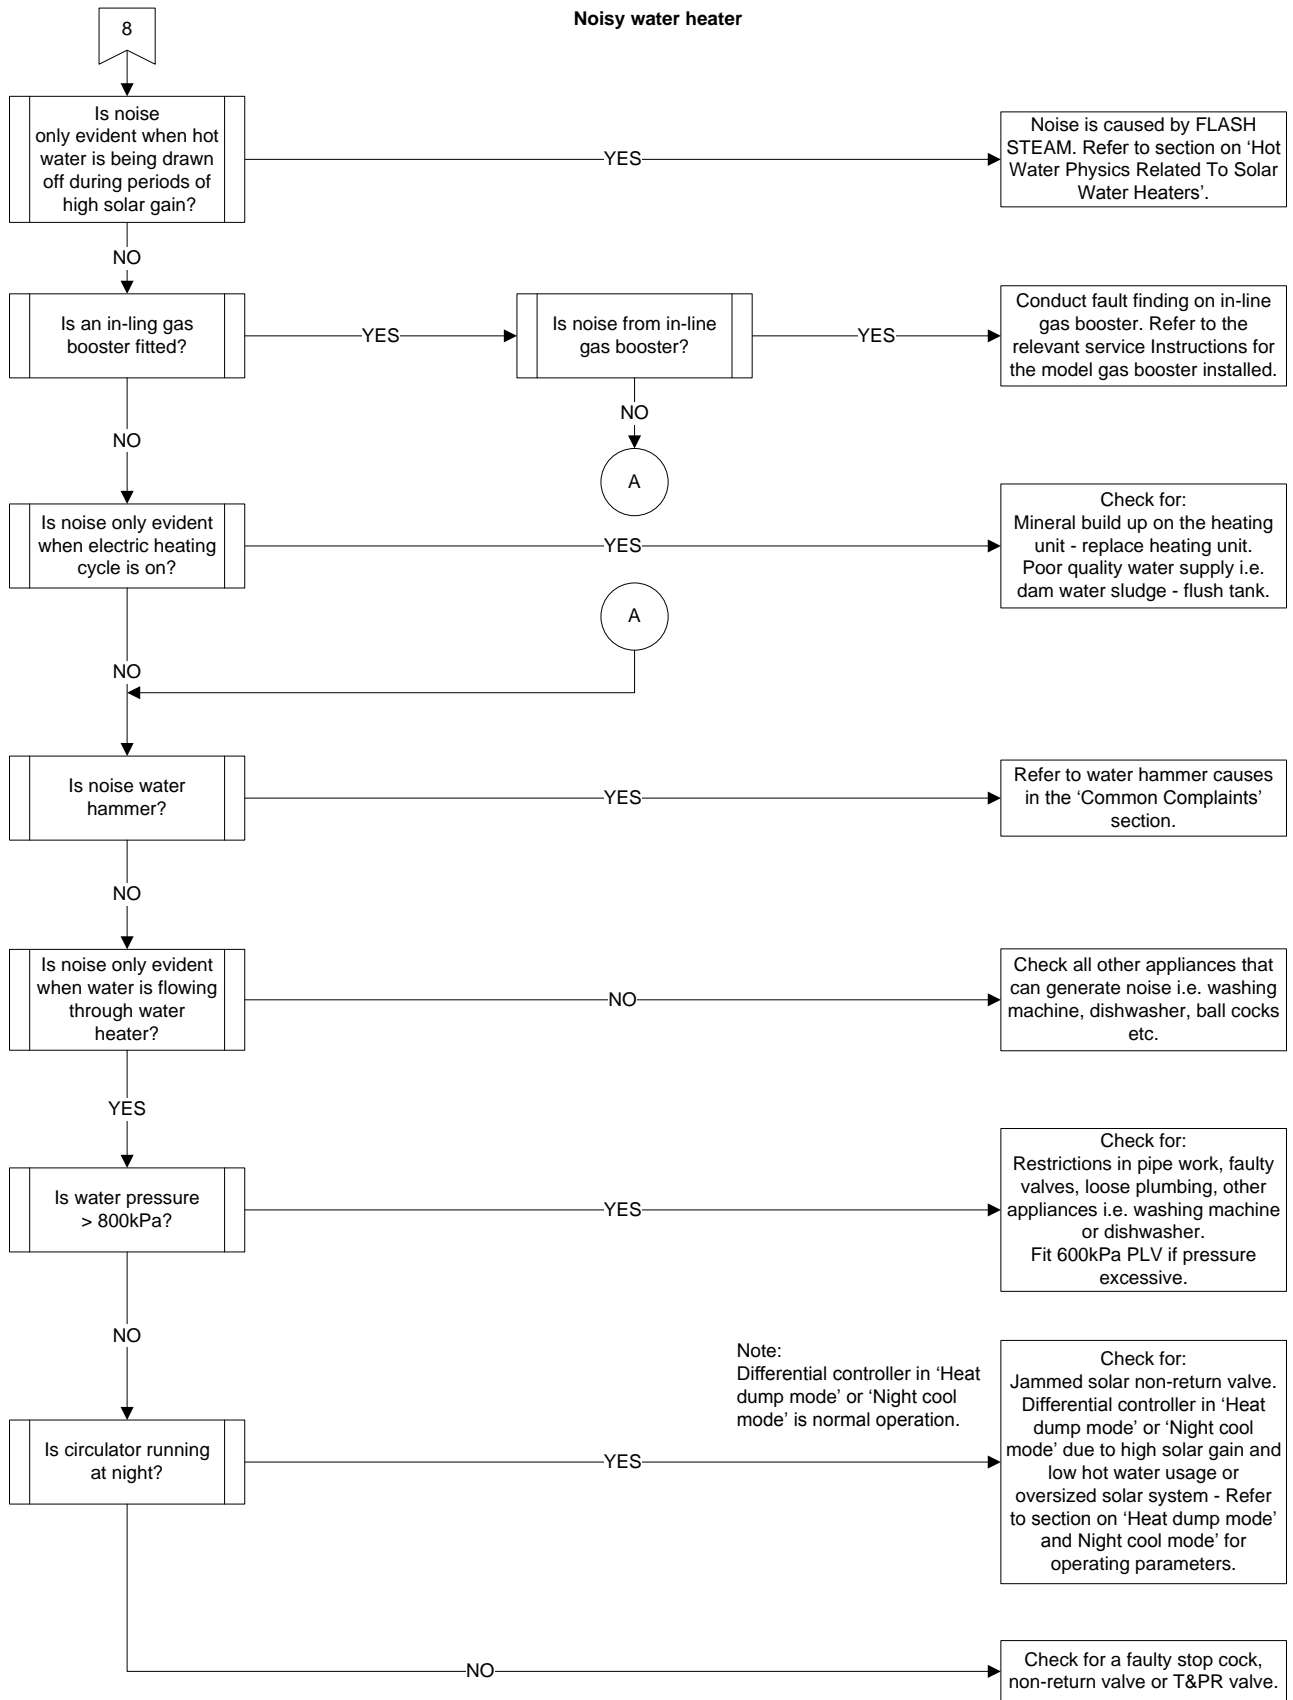 Noisy water heater
8
Is noise
only evident when hot
water is being drawn
off during periods of
high solar gain?
YES
Noise is caused by FLASH
STEAM. Refer to section on ‘Hot
Water Physics Related To Solar
Water Heaters’.
NO
Is an in-ling gas
booster fitted?
YES
Is noise from in-line
gas booster?
YES
Conduct fault finding on in-line
gas booster. Refer to the
relevant service Instructions for
the model gas booster installed.
NO
NO
A
Is noise only evident
when electric heating
cycle is on?
YES
Check for:
Mineral build up on the heating
unit - replace heating unit.
Poor quality water supply i.e.
dam water sludge - flush tank.
A
NO
Is noise water
hammer?
YES
Refer to water hammer causes
in the ‘Common Complaints’
section.
NO
Is noise only evident
when water is flowing
through water
heater?
NO
Check all other appliances that
can generate noise i.e. washing
machine, dishwasher, ball cocks
etc.
YES
Is water pressure
> 800kPa?
YES
Check for:
Restrictions in pipe work, faulty
valves, loose plumbing, other
appliances i.e. washing machine
or dishwasher.
Fit 600kPa PLV if pressure
excessive.
NO
Note:
Differential controller in ‘Heat
dump mode’ or ‘Night cool
mode’ is normal operation.
Is circulator running
at night?
YES
Check for:
Jammed solar non-return valve.
Differential controller in ‘Heat
dump mode’ or ‘Night cool
mode’ due to high solar gain and
low hot water usage or
oversized solar system - Refer
to section on ‘Heat dump mode’
and Night cool mode’ for
operating parameters.
NO
Check for a faulty stop cock,
non-return valve or T&PR valve.